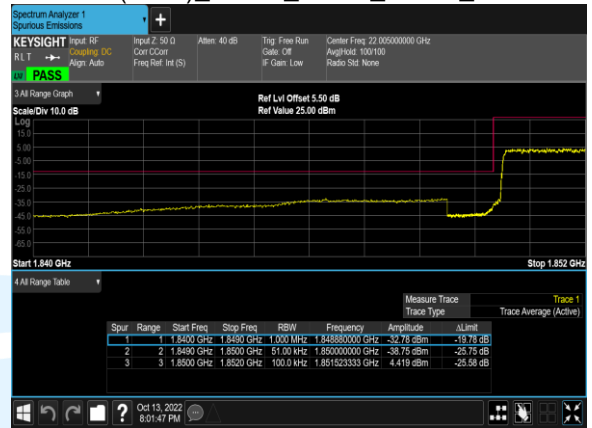 Spectrum Analyzer 1
Spurious Emissions
KEYSIGHT Input: RF Input Z: 50 Ω Atten: 40 dB Trig: Free Run Center Freq: 22.005000000 GHz
RLT Coupling: DC Corr CCorr Gate: Off Avg|Hold: 100/100
Align: Auto Freq Ref: Int (S) IF Gain: Low Radio Std: None
PASS
3 All Range Graph
Ref Lvl Offset 5.50 dB
Scale/Div 10.0 dB Ref Value 25.00 dBm
Log
15.0
5.00
-5.00
-15.0
-25.0
-35.0
-45.0
-55.0
-65.0
Start 1.840 GHz Stop 1.852 GHz
4 All Range Table
Measure Trace Trace 1
Trace Type Trace Average (Active)
Spur Range Start Freq Stop Freq RBW Frequency Amplitude ΔLimit
1 1 1.8400 GHz 1.8490 GHz 1.000 MHz 1.848880000 GHz -32.78 dBm -19.78 dB
2 2 1.8490 GHz 1.8500 GHz 51.00 kHz 1.850000000 GHz -38.75 dBm -25.75 dB
3 3 1.8500 GHz 1.8520 GHz 100.0 kHz 1.851523333 GHz 4.419 dBm -25.58 dB
? Oct 13, 2022
8:01:47 PM